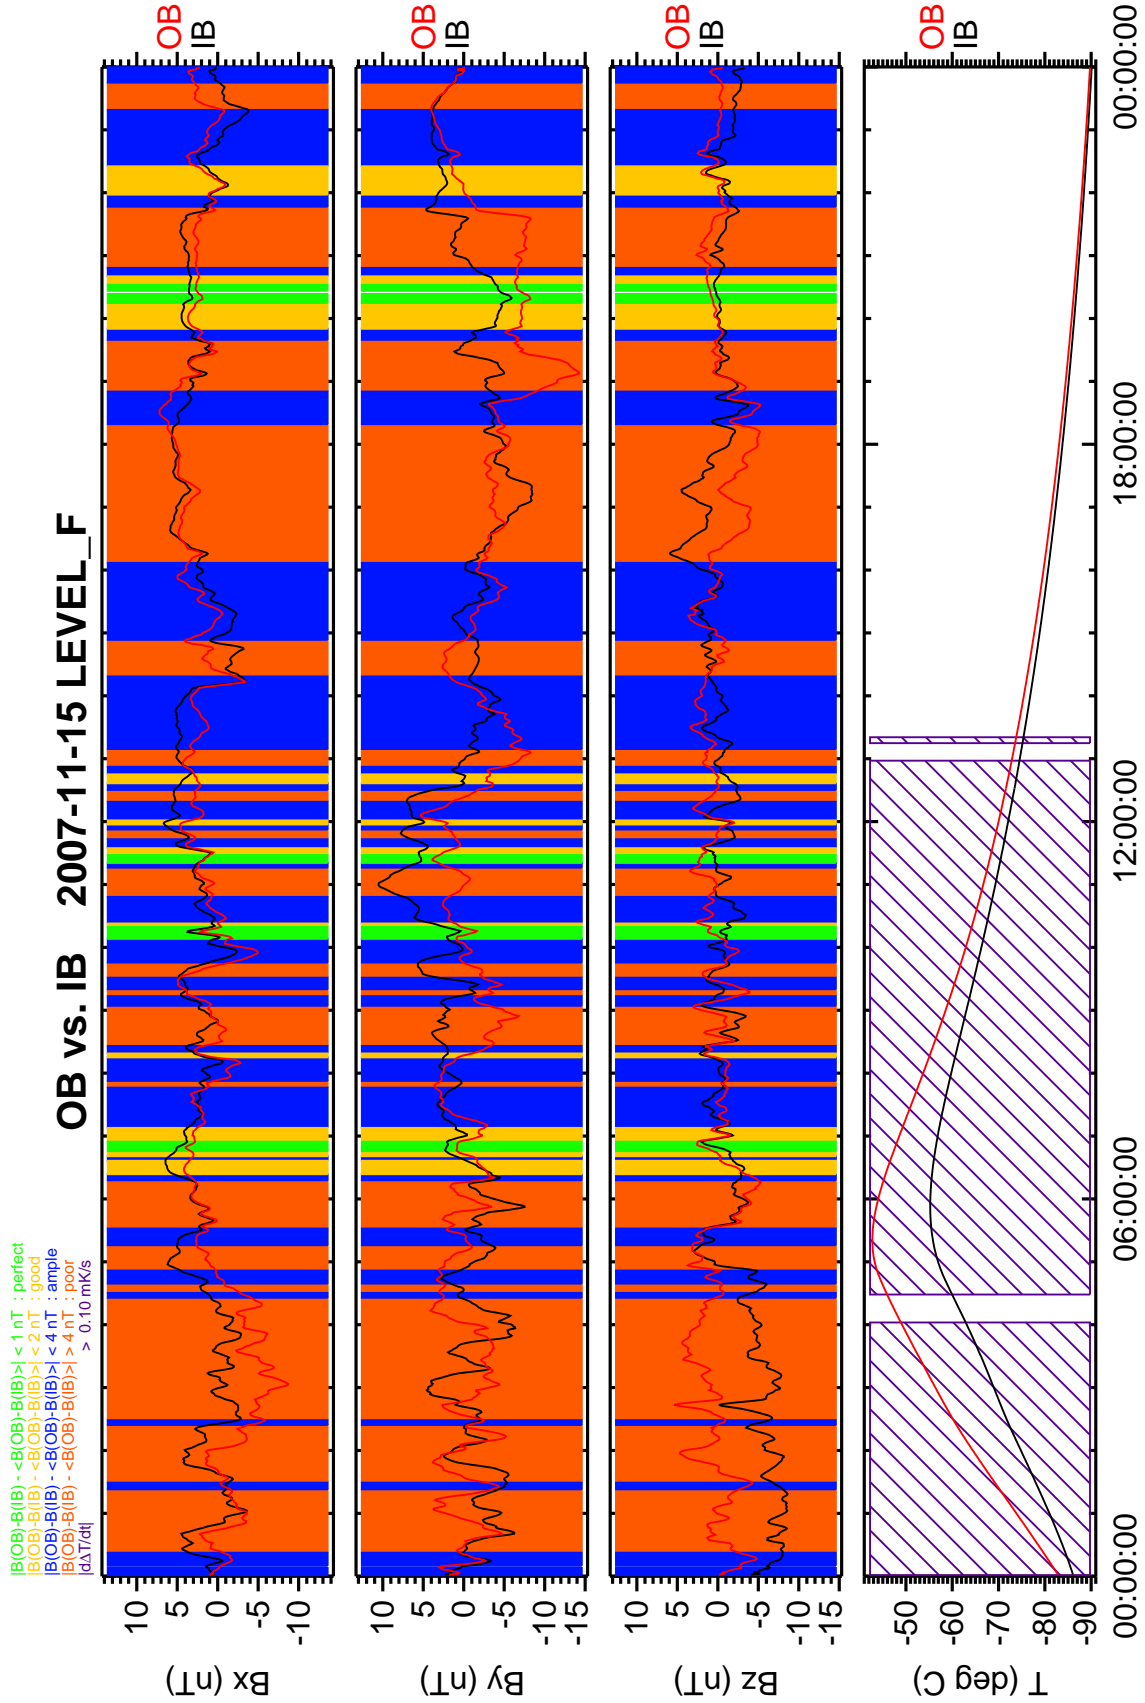 |B(OB)-B(IB) - <B(OB)-B(IB)>| < 1 nT : perfect
|B(OB)-B(IB) - <B(OB)-B(IB)>| < 2 nT : good
|B(OB)-B(IB) - <B(OB)-B(IB)>| < 4 nT : ample
|B(OB)-B(IB) - <B(OB)-B(IB)>| > 4 nT : poor
|dΔT/dt| > 0.10 mK/s
OB vs. IB 2007-11-15 LEVEL_F
Bx (nT)
10
5
0
-5
-10
OB
IB
By (nT)
10
5
0
-5
-10
-15
OB
IB
Bz (nT)
10
5
0
-5
-10
-15
OB
IB
T (deg C)
-50
-60
-70
-80
-90
OB
IB
00:00:00
06:00:00
12:00:00
18:00:00
00:00:00